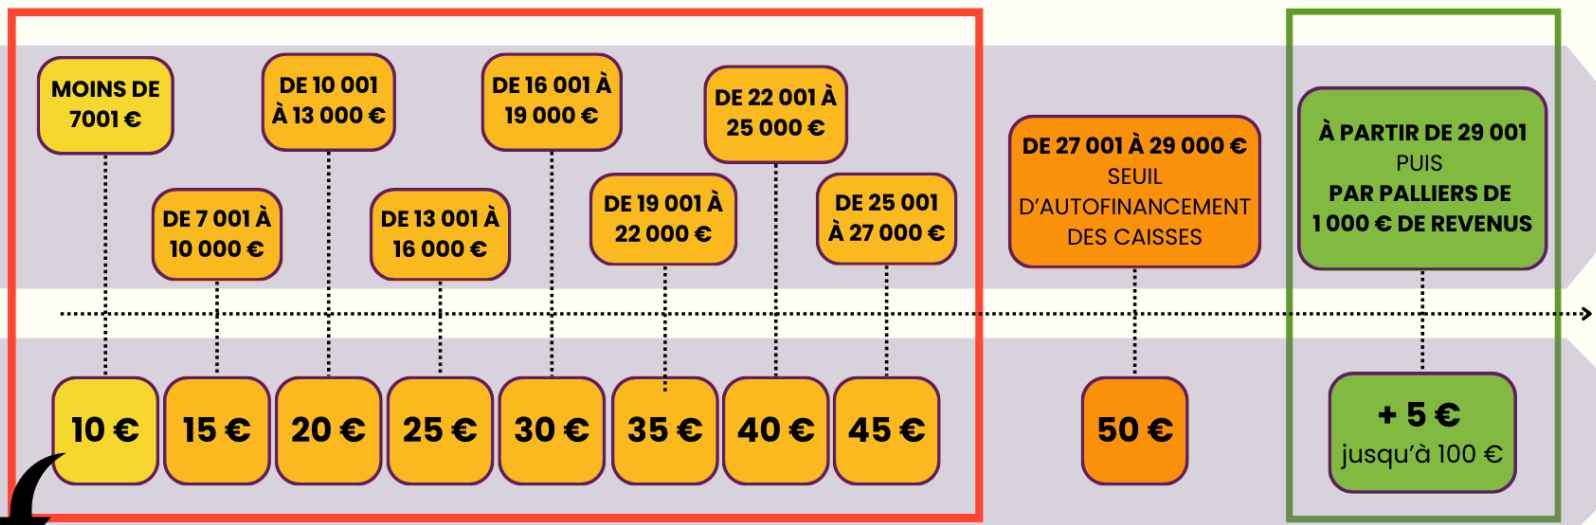 MOINS DE
7001 €
DE 7 001 À
10 000 €
DE 10 001
À 13 000 €
DE 13 001 À
16 000 €
DE 16 001 À
19 000 €
DE 19 001 À
22 000 €
DE 22 001 À
25 000 €
DE 25 001
À 27 000 €
DE 27 001 À 29 000 €
SEUIL
D'AUTOFINANCEMENT
DES CAISSES
À PARTIR DE 29 001
PUIS
PAR PALLIERS DE
1 000 € DE REVENUS
10 €
15 €
20 €
25 €
30 €
35 €
40 €
45 €
50 €
+ 5 €
jusqu'à 100 €